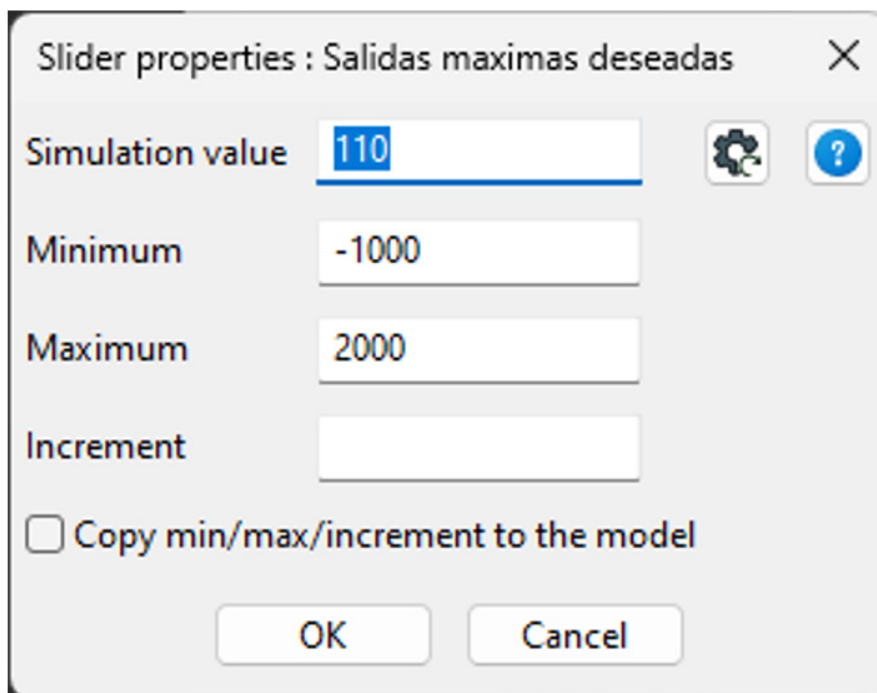 Slider properties : Salidas maximas deseadas
Simulation value 110
?
Minimum -1000
Maximum 2000
Increment
Copy min/max/increment to the model
OK Cancel